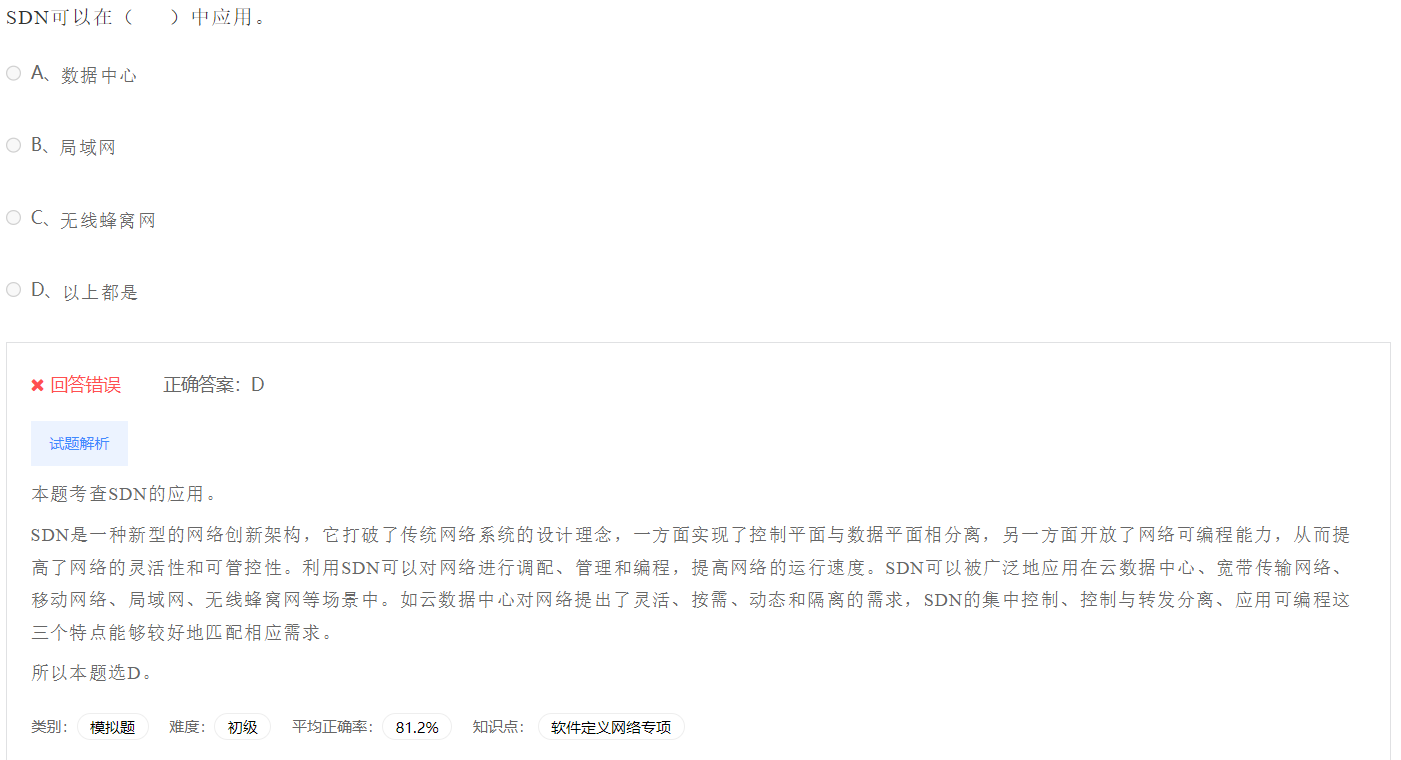 SDN可以在（　　）中应用。
A、数据中心
B、局域网
C、无线蜂窝网
D、以上都是
回答错误 正确答案：D
试题解析
本题考查SDN的应用。
SDN是一种新型的网络创新架构，它打破了传统网络系统的设计理念，一方面实现了控制平面与数据平面相分离，另一方面开放了网络可编程能力，从而提
高了网络的灵活性和可管控性。利用SDN可以对网络进行调配、管理和编程，提高网络的运行速度。SDN可以被广泛地应用在云数据中心、宽带传输网络、
移动网络、局域网、无线蜂窝网等场景中。如云数据中心对网络提出了灵活、按需、动态和隔离的需求，SDN的集中控制、控制与转发分离、应用可编程这
三个特点能够较好地匹配相应需求。
所以本题选D。
类别： 模拟题 难度： 初级 平均正确率： 81.2% 知识点： 软件定义网络专项